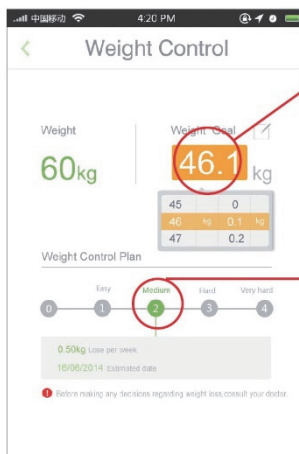 中国移动 4:20 PM
Weight Control
Weight Weight Goal
60kg 46.1 kg
45 0
46 kg 0.1 kg
47 0.2
Weight Control Plan
Easy Medium Hard Very hard
0 1 2 3 4
0.50kg Lose per week
16/06/2014 Estimated date
Before making any decisions regarding weight loss, consult your doctor.